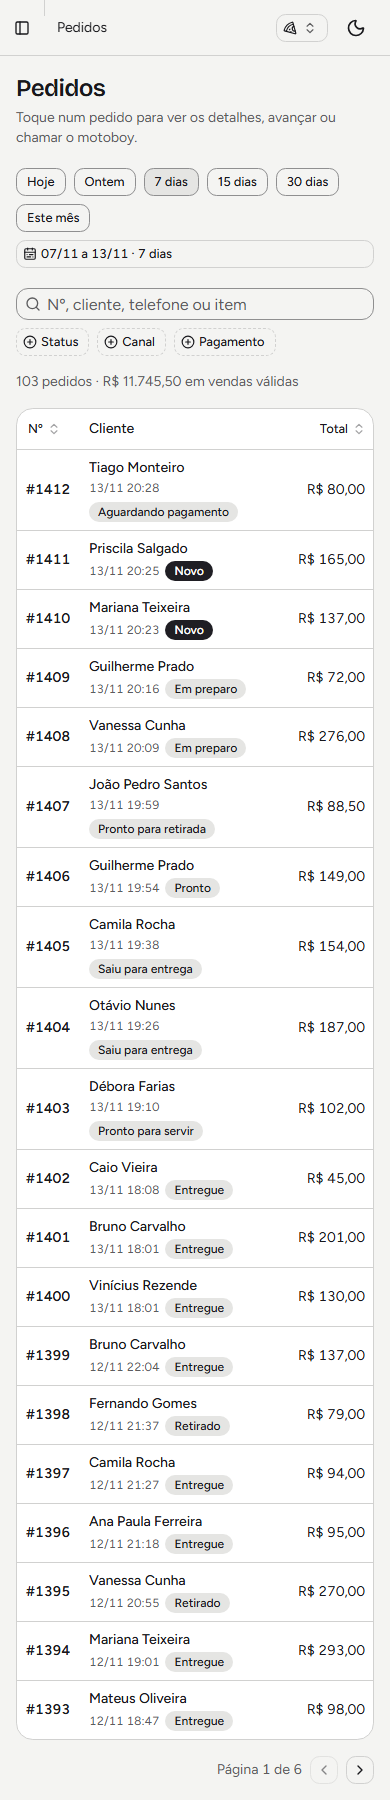 Pedidos
Pedidos
Toque num pedido para ver os detalhes, avançar ou
chamar o motoboy.
Hoje
Ontem
7 dias
15 dias
30 dias
Este mês
07/11 a 13/11 · 7 dias
Nº, cliente, telefone ou item
Status
Canal
Pagamento
103 pedidos · R$ 11.745,50 em vendas válidas
Nº
Cliente
Total
Tiago Monteiro
#1412
13/11 20:28
R$ 80,00
Aguardando pagamento
Priscila Salgado
#1411
13/11 20:25 Novo
R$ 165,00
Mariana Teixeira
#1410
13/11 20:23 Novo
R$ 137,00
Guilherme Prado
#1409
13/11 20:16 Em preparo
R$ 72,00
Vanessa Cunha
#1408
13/11 20:09 Em preparo
R$ 276,00
João Pedro Santos
#1407
13/11 19:59
R$ 88,50
Pronto para retirada
Guilherme Prado
#1406
13/11 19:54 Pronto
R$ 149,00
Camila Rocha
#1405
13/11 19:38
R$ 154,00
Saiu para entrega
Otávio Nunes
#1404
13/11 19:26
R$ 187,00
Saiu para entrega
Débora Farias
#1403
13/11 19:10
R$ 102,00
Pronto para servir
Caio Vieira
#1402
13/11 18:08 Entregue
R$ 45,00
Bruno Carvalho
#1401
13/11 18:01 Entregue
R$ 201,00
Vinícius Rezende
#1400
13/11 18:01 Entregue
R$ 130,00
Bruno Carvalho
#1399
12/11 22:04 Entregue
R$ 137,00
Fernando Gomes
#1398
12/11 21:37 Retirado
R$ 79,00
Camila Rocha
#1397
12/11 21:27 Entregue
R$ 94,00
Ana Paula Ferreira
#1396
12/11 21:18 Entregue
R$ 95,00
Vanessa Cunha
#1395
12/11 20:55 Retirado
R$ 270,00
Mariana Teixeira
#1394
12/11 19:01 Entregue
R$ 293,00
Mateus Oliveira
#1393
12/11 18:47 Entregue
R$ 98,00
Página 1 de 6